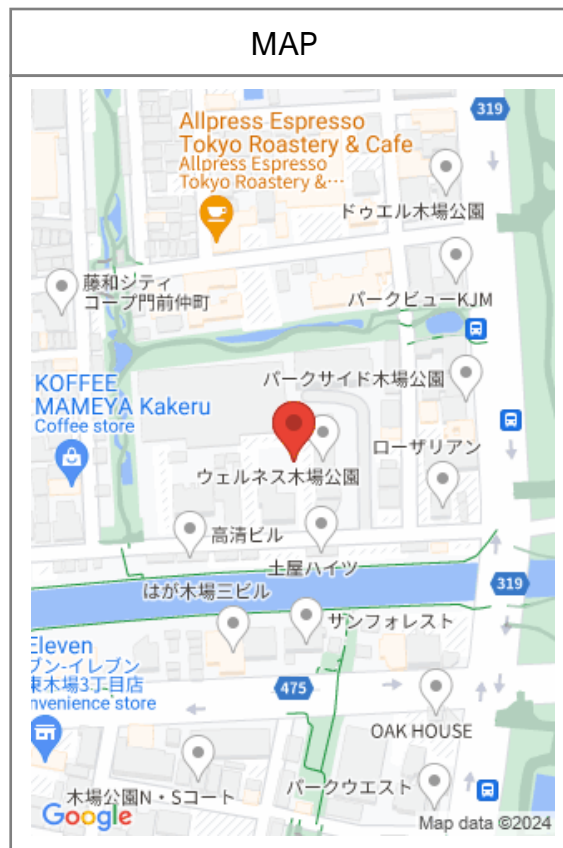 MAP
319
Allpress Espresso
Tokyo Roastery & Cafe
Allpress Espresso
Tokyo Roastery &…
ドゥエル木場公園
藤和シティ
コープ門前仲町
パークビューKJM
パークサイド木場公園
KOFFEE
MAMEYA Kakeru
Coffee store
ローザリアン
ウェルネス木場公園
高清ビル
土屋ハイツ
319
はが木場三ビル
サンフォレスト
Eleven
ブン-イレブン
東木場3丁目店
nvenience store
475
OAK HOUSE
パークウエスト
木場公園N・Sコート
Google
Map data ©2024